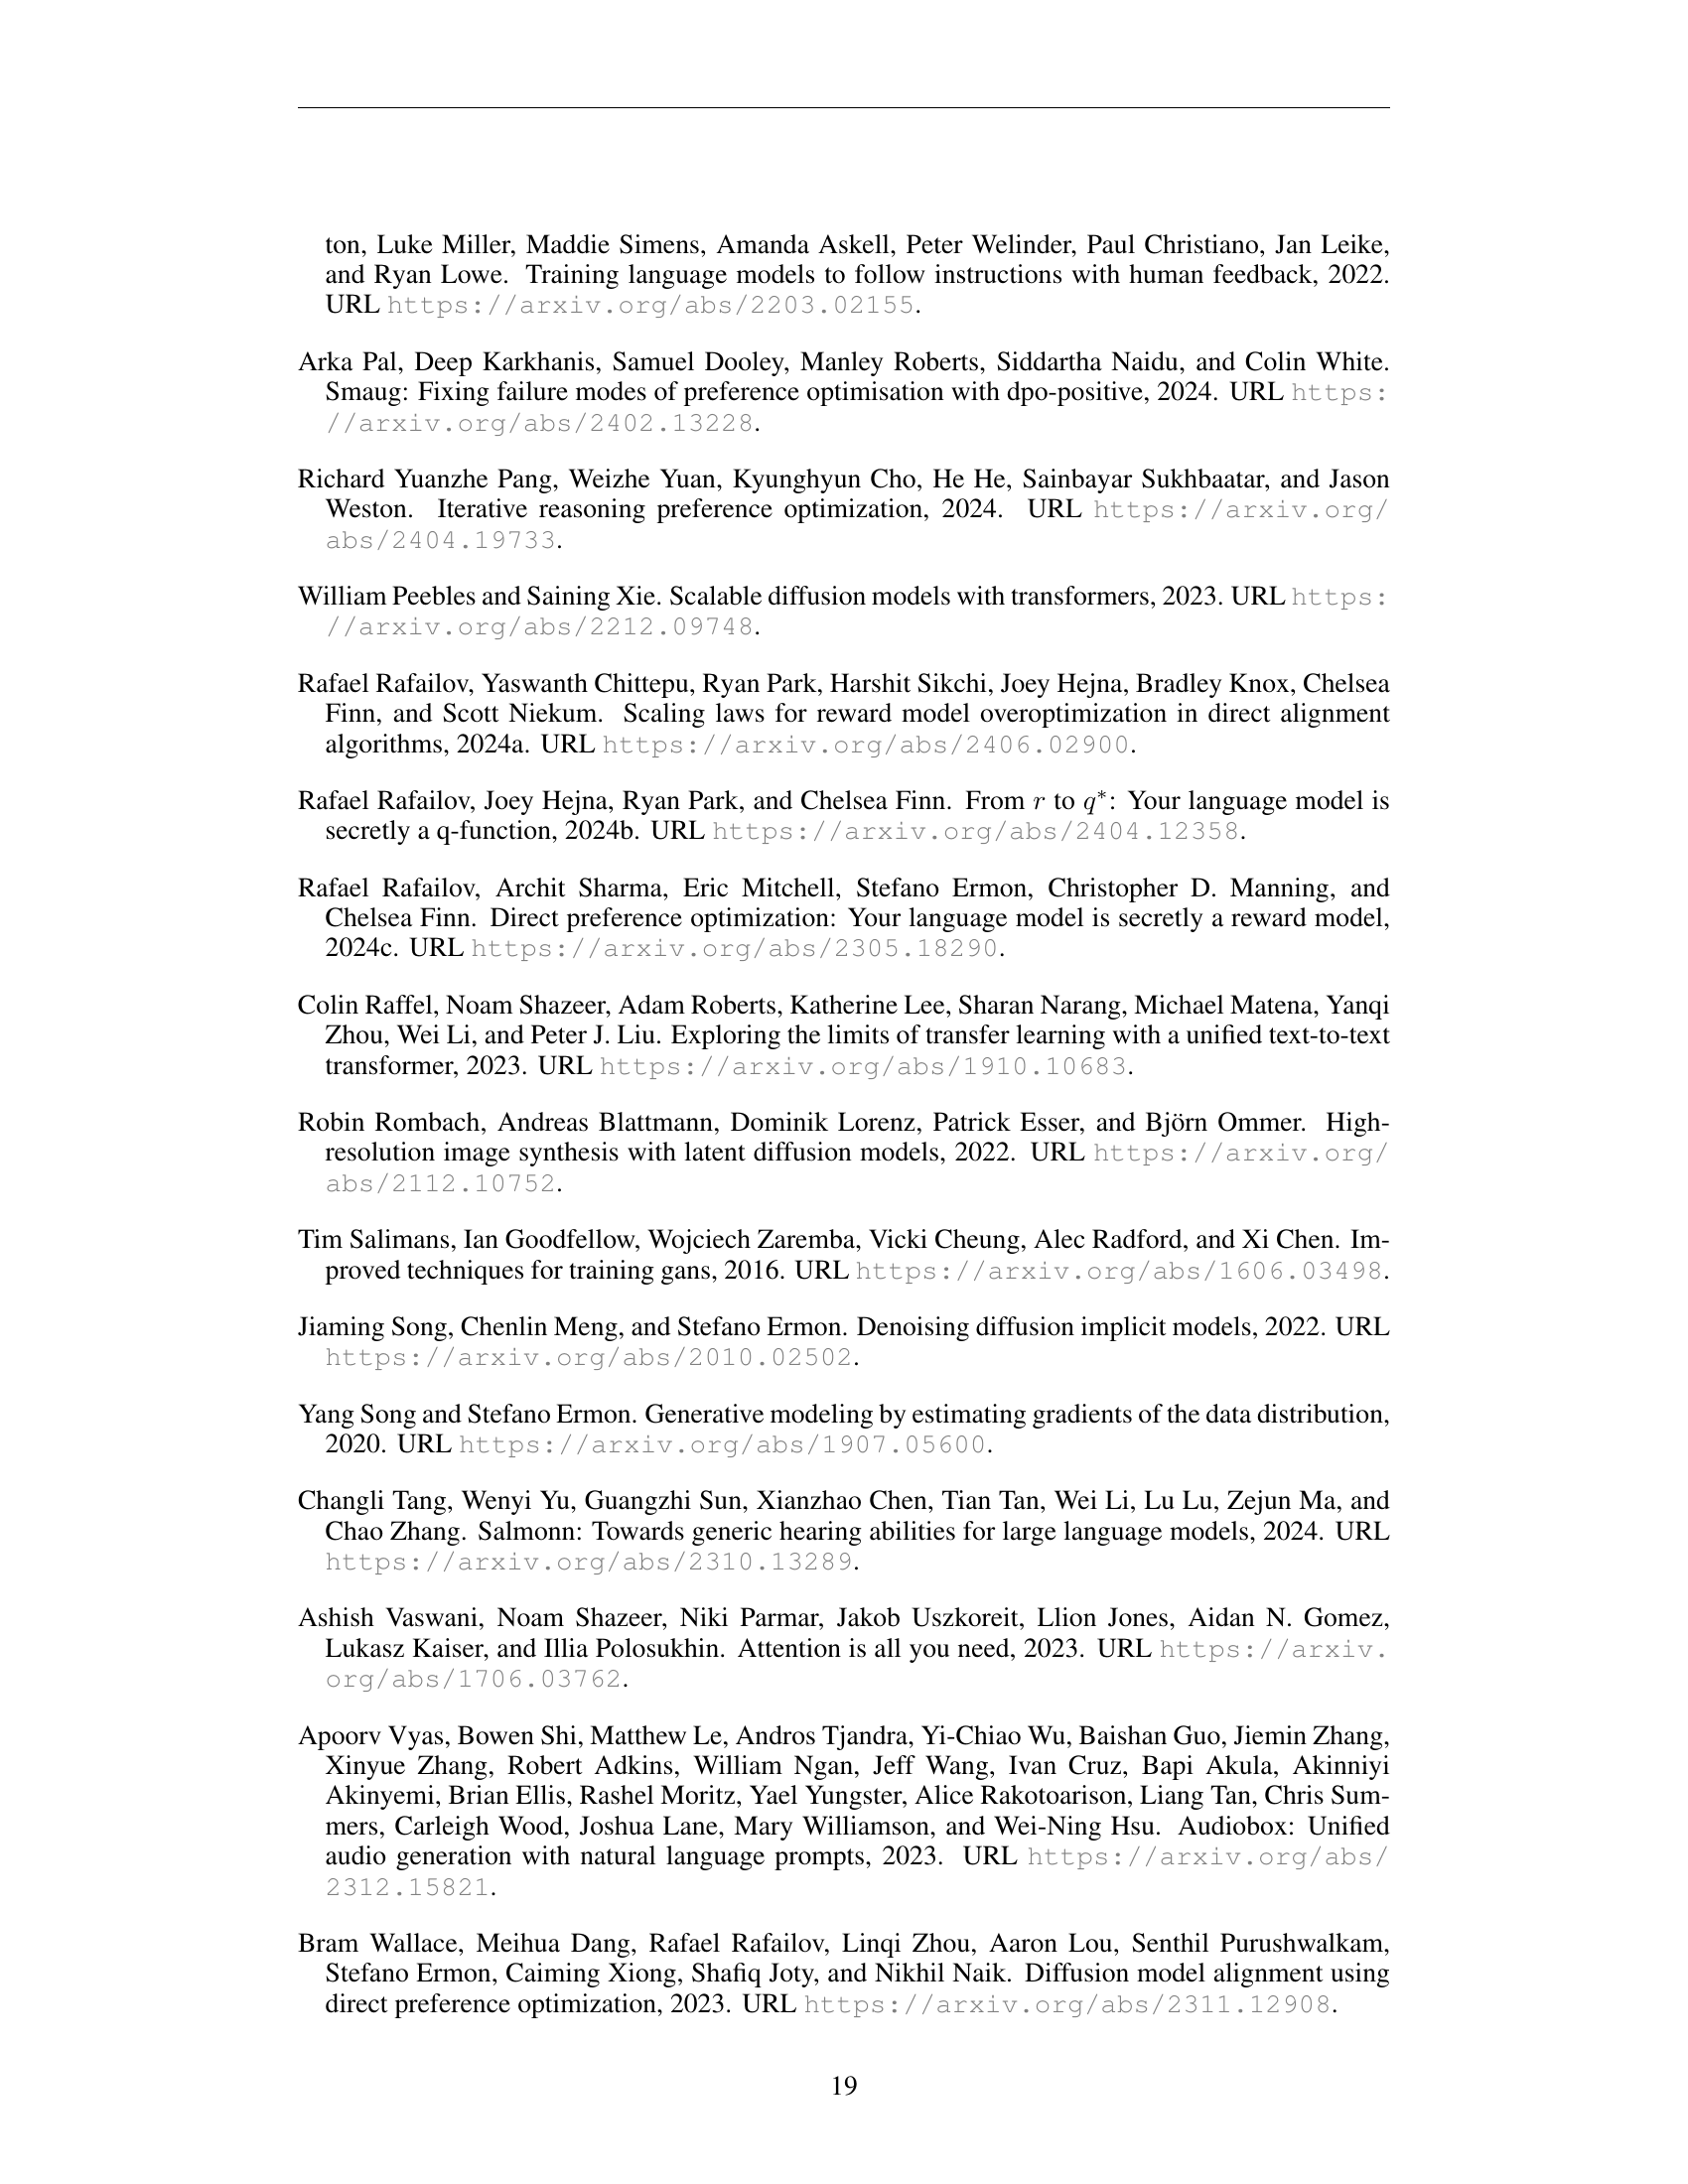 ton, Luke Miller, Maddie Simens, Amanda Askell, Peter Welinder, Paul Christiano, Jan Leike,
and Ryan Lowe. Training language models to follow instructions with human feedback, 2022.
URL https://arxiv.org/abs/2203.02155.
Arka Pal, Deep Karkhanis, Samuel Dooley, Manley Roberts, Siddartha Naidu, and Colin White.
Smaug: Fixing failure modes of preference optimisation with dpo-positive, 2024. URL https:
//arxiv.org/abs/2402.13228.
Richard Yuanzhe Pang, Weizhe Yuan, Kyunghyun Cho, He He, Sainbayar Sukhbaatar, and Jason
Weston. Iterative reasoning preference optimization, 2024. URL https://arxiv.org/
abs/2404.19733.
William Peebles and Saining Xie. Scalable diffusion models with transformers, 2023. URL https:
//arxiv.org/abs/2212.09748.
Rafael Rafailov, Yaswanth Chittepu, Ryan Park, Harshit Sikchi, Joey Hejna, Bradley Knox, Chelsea
Finn, and Scott Niekum. Scaling laws for reward model overoptimization in direct alignment
algorithms, 2024a. URL https://arxiv.org/abs/2406.02900.
Rafael Rafailov, Joey Hejna, Ryan Park, and Chelsea Finn. From r to q*: Your language model is
secretly a q-function, 2024b. URL https://arxiv.org/abs/2404.12358.
Rafael Rafailov, Archit Sharma, Eric Mitchell, Stefano Ermon, Christopher D. Manning, and
Chelsea Finn. Direct preference optimization: Your language model is secretly a reward model,
2024c. URL https://arxiv.org/abs/2305.18290.
Colin Raffel, Noam Shazeer, Adam Roberts, Katherine Lee, Sharan Narang, Michael Matena, Yanqi
Zhou, Wei Li, and Peter J. Liu. Exploring the limits of transfer learning with a unified text-to-text
transformer, 2023. URL https://arxiv.org/abs/1910.10683.
Robin Rombach, Andreas Blattmann, Dominik Lorenz, Patrick Esser, and Björn Ommer. High-
resolution image synthesis with latent diffusion models, 2022. URL https://arxiv.org/
abs/2112.10752.
Tim Salimans, Ian Goodfellow, Wojciech Zaremba, Vicki Cheung, Alec Radford, and Xi Chen. Im-
proved techniques for training gans, 2016. URL https://arxiv.org/abs/1606.03498.
Jiaming Song, Chenlin Meng, and Stefano Ermon. Denoising diffusion implicit models, 2022. URL
https://arxiv.org/abs/2010.02502.
Yang Song and Stefano Ermon. Generative modeling by estimating gradients of the data distribution,
2020. URL https://arxiv.org/abs/1907.05600.
Changli Tang, Wenyi Yu, Guangzhi Sun, Xianzhao Chen, Tian Tan, Wei Li, Lu Lu, Zejun Ma, and
Chao Zhang. Salmonn: Towards generic hearing abilities for large language models, 2024. URL
https://arxiv.org/abs/2310.13289.
Ashish Vaswani, Noam Shazeer, Niki Parmar, Jakob Uszkoreit, Llion Jones, Aidan N. Gomez,
Lukasz Kaiser, and Illia Polosukhin. Attention is all you need, 2023. URL https://arxiv.
org/abs/1706.03762.
Apoorv Vyas, Bowen Shi, Matthew Le, Andros Tjandra, Yi-Chiao Wu, Baishan Guo, Jiemin Zhang,
Xinyue Zhang, Robert Adkins, William Ngan, Jeff Wang, Ivan Cruz, Bapi Akula, Akinniyi
Akinyemi, Brian Ellis, Rashel Moritz, Yael Yungster, Alice Rakotoarison, Liang Tan, Chris Sum-
mers, Carleigh Wood, Joshua Lane, Mary Williamson, and Wei-Ning Hsu. Audiobox: Unified
audio generation with natural language prompts, 2023. URL https://arxiv.org/abs/
2312.15821.
Bram Wallace, Meihua Dang, Rafael Rafailov, Linqi Zhou, Aaron Lou, Senthil Purushwalkam,
Stefano Ermon, Caiming Xiong, Shafiq Joty, and Nikhil Naik. Diffusion model alignment using
direct preference optimization, 2023. URL https://arxiv.org/abs/2311.12908.
19